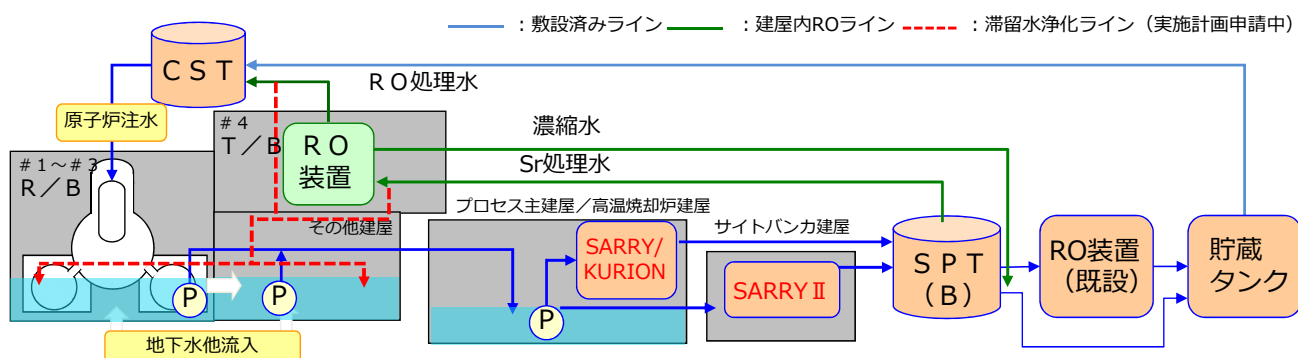 ：敷設済みライン
：建屋内ROライン
：滞留水浄化ライン（実施計画申請中）
ＣＳＴ
ＲＯ処理水
原子炉注水
＃4
Ｔ／Ｂ
ＲＯ
装置
濃縮水
Sr処理水
＃１～＃３
Ｒ／Ｂ
その他建屋
プロセス主建屋／高温焼却炉建屋
サイトバンカ建屋
SARRY/
KURION
SARRYⅡ
ＳＰＴ
（Ｂ）
RO装置
（既設）
貯蔵
タンク
P
P
P
地下水他流入